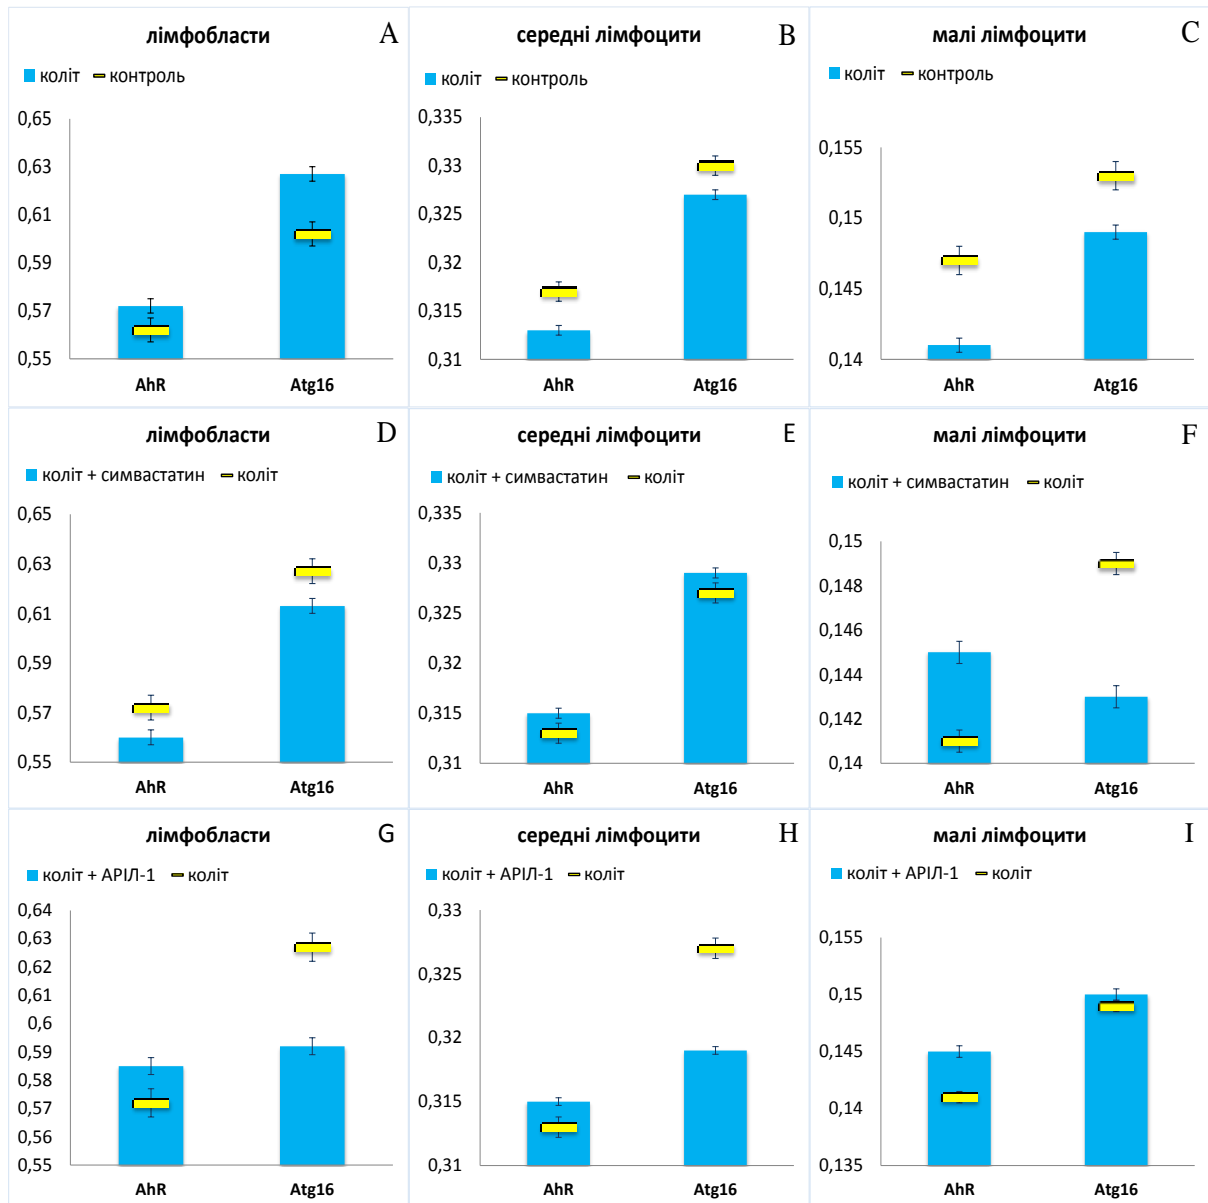 лімфобласти A
коліт контроль
0,65
0,63
0,61
0,59
0,57
0,55
AhR Atg16
середні лімфоцити B
коліт контроль
0,335
0,33
0,325
0,32
0,315
0,31
AhR Atg16
малі лімфоцити C
коліт контроль
0,155
0,15
0,145
0,14
AhR Atg16
лімфобласти D
коліт + симвастатин коліт
0,65
0,63
0,61
0,59
0,57
0,55
AhR Atg16
середні лімфоцити E
коліт + симвастатин коліт
0,335
0,33
0,325
0,32
0,315
0,31
AhR Atg16
малі лімфоцити F
коліт + симвастатин коліт
0,15
0,148
0,146
0,144
0,142
0,14
AhR Atg16
лімфобласти G
коліт + АРІЛ-1 коліт
0,64
0,63
0,62
0,61
0,6
0,59
0,58
0,57
0,56
0,55
AhR Atg16
середні лімфоцити H
коліт + АРІЛ-1 коліт
0,33
0,325
0,32
0,315
0,31
AhR Atg16
малі лімфоцити I
коліт + АРІЛ-1 коліт
0,155
0,15
0,145
0,14
0,135
AhR Atg16